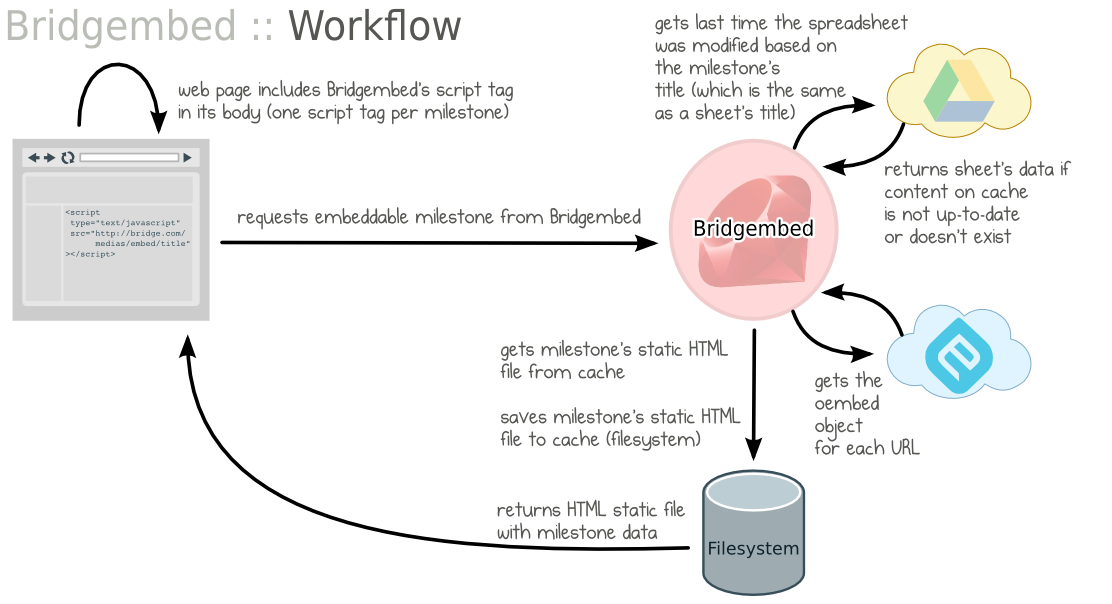 Bridgembed :: Workflow
gets last time the spreadsheet
was modified based on
the milestone's
title (which is the same
as a sheet's title)
web page includes Bridgembed's script tag
in its body (one script tag per milestone)
returns sheet's data if
content on cache
is not up-to-date
or doesn't exist
<script
type="text/javascript"
src="http://bridge.com/
medias/embed/title"
></script>
requests embeddable milestone from Bridgembed
Bridgembed
gets milestone's static HTML
file from cache
saves milestone's static HTML
file to cache (filesystem)
gets the
oembed
object
for each URL
returns HTML static file
with milestone data
Filesystem